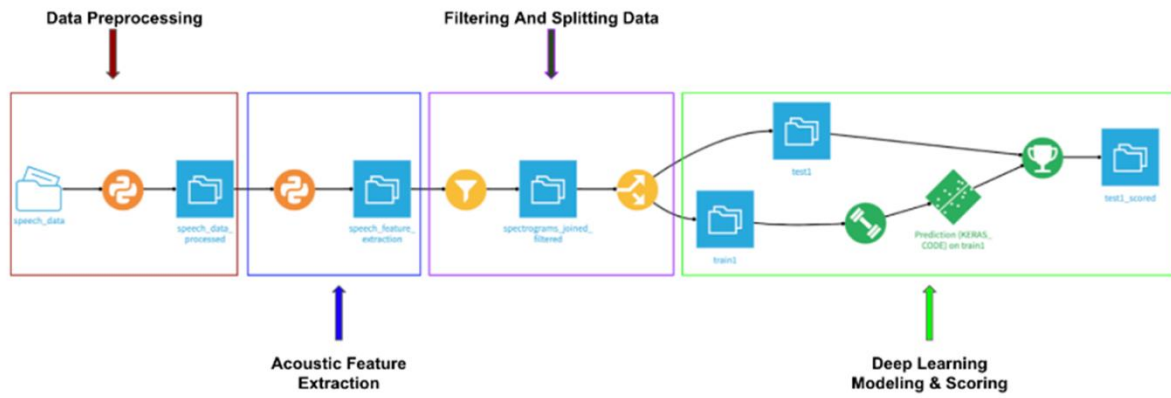 Data Preprocessing
Filtering And Splitting Data
speech_data
speech_data_
processed
speech_feature_
extraction
spectrograms_joined_
filtered
test1
train1
Prediction (KERAS_
CODE) on train1
test1_scored
Acoustic Feature
Extraction
Deep Learning
Modeling & Scoring